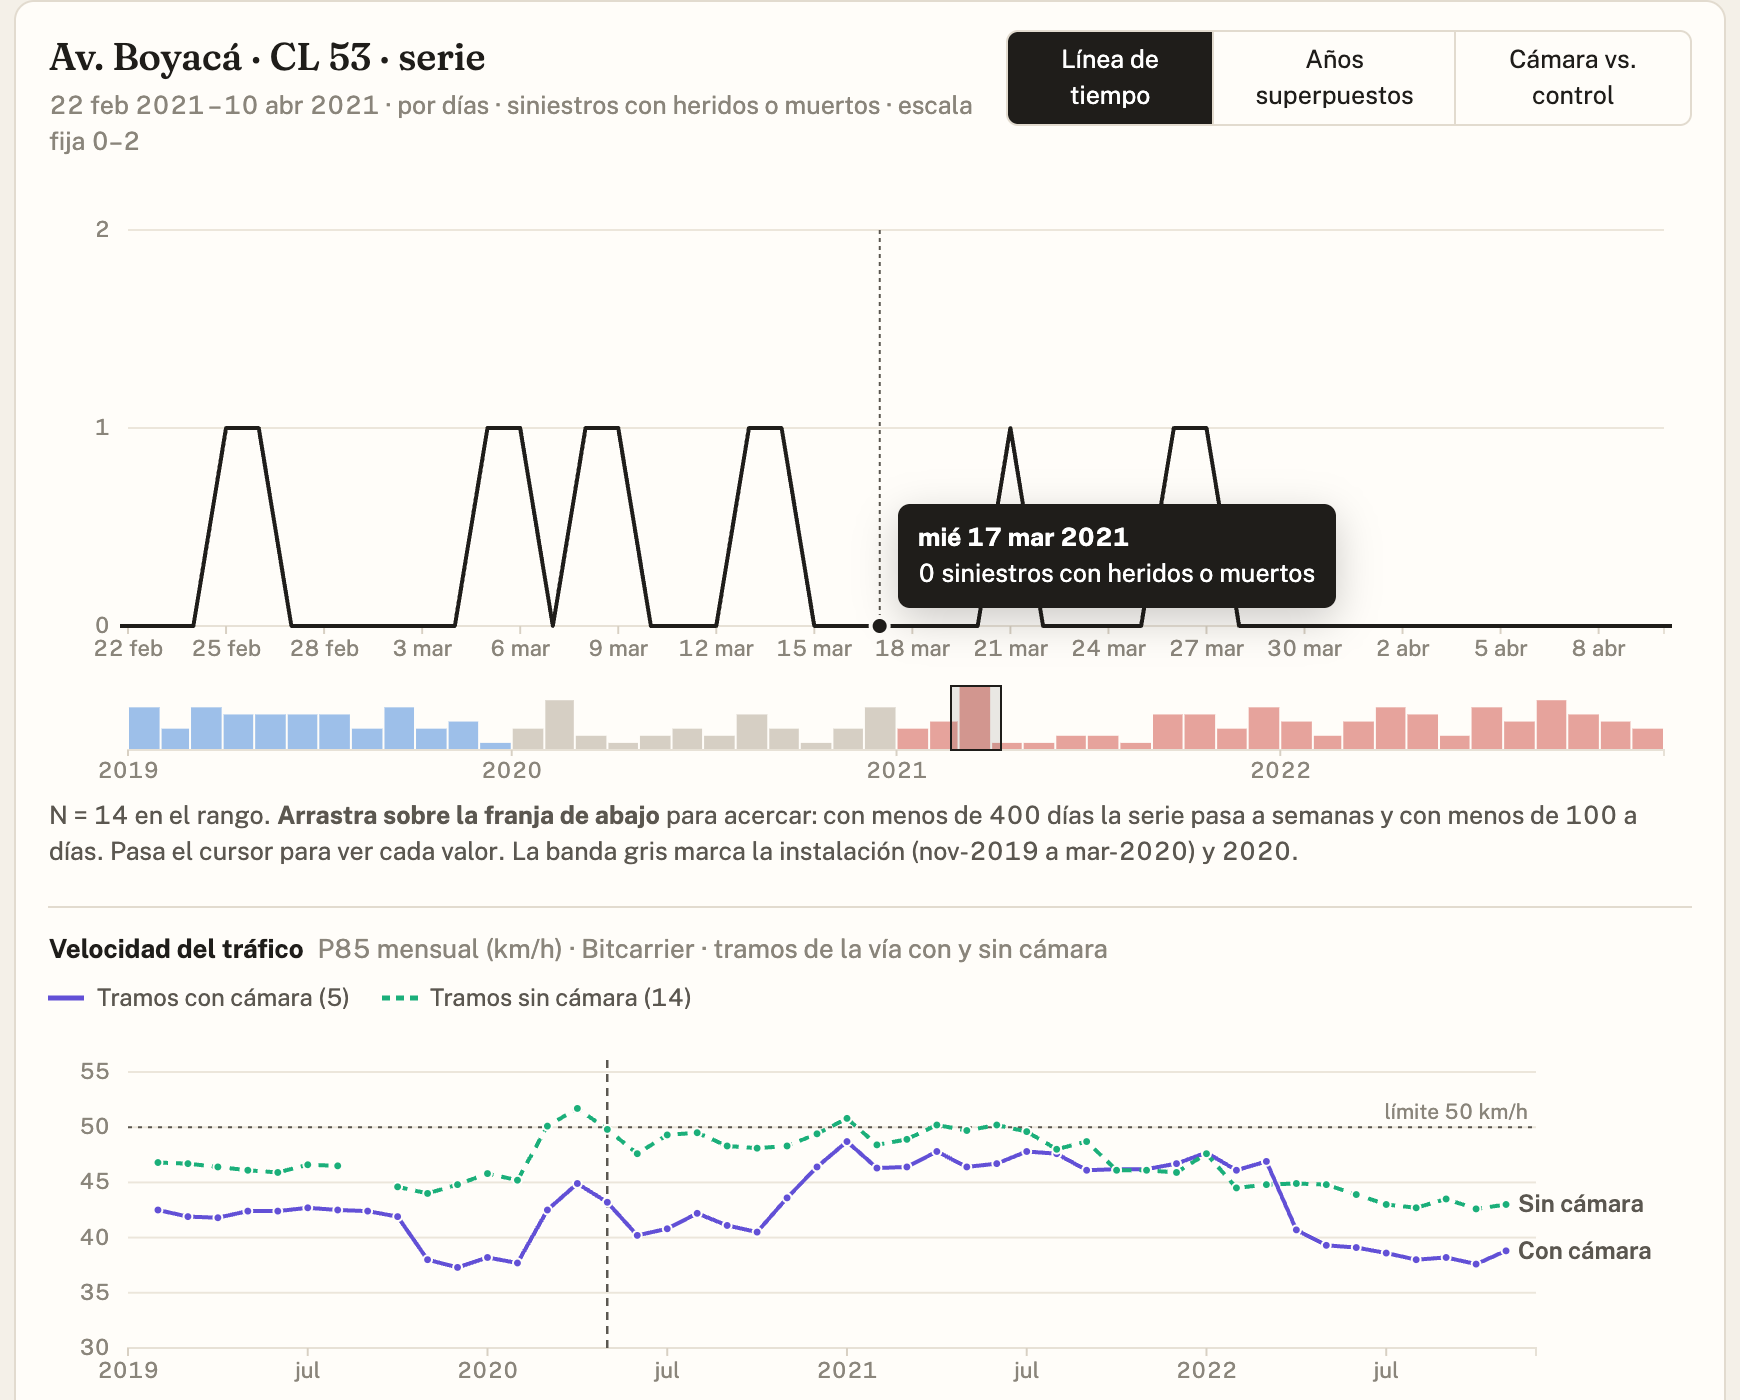 Av. Boyacá · CL 53 · serie
22 feb 2021–10 abr 2021 · por días · siniestros con heridos o muertos · escala
fija 0–2
Línea de
tiempo
Años
superpuestos
Cámara vs.
control
2
1
0
mié 17 mar 2021
0 siniestros con heridos o muertos
22 feb 25 feb 28 feb 3 mar 6 mar 9 mar 12 mar 15 mar 18 mar 21 mar 24 mar 27 mar 30 mar 2 abr 5 abr 8 abr
2019 2020 2021 2022
N = 14 en el rango. Arrastra sobre la franja de abajo para acercar: con menos de 400 días la serie pasa a semanas y con menos de 100 a
días. Pasa el cursor para ver cada valor. La banda gris marca la instalación (nov-2019 a mar-2020) y 2020.
Velocidad del tráfico P85 mensual (km/h) · Bitcarrier · tramos de la vía con y sin cámara
Tramos con cámara (5) Tramos sin cámara (14)
55
límite 50 km/h
50
45
Sin cámara
40
Con cámara
35
30
2019 jul 2020 jul 2021 jul 2022 jul